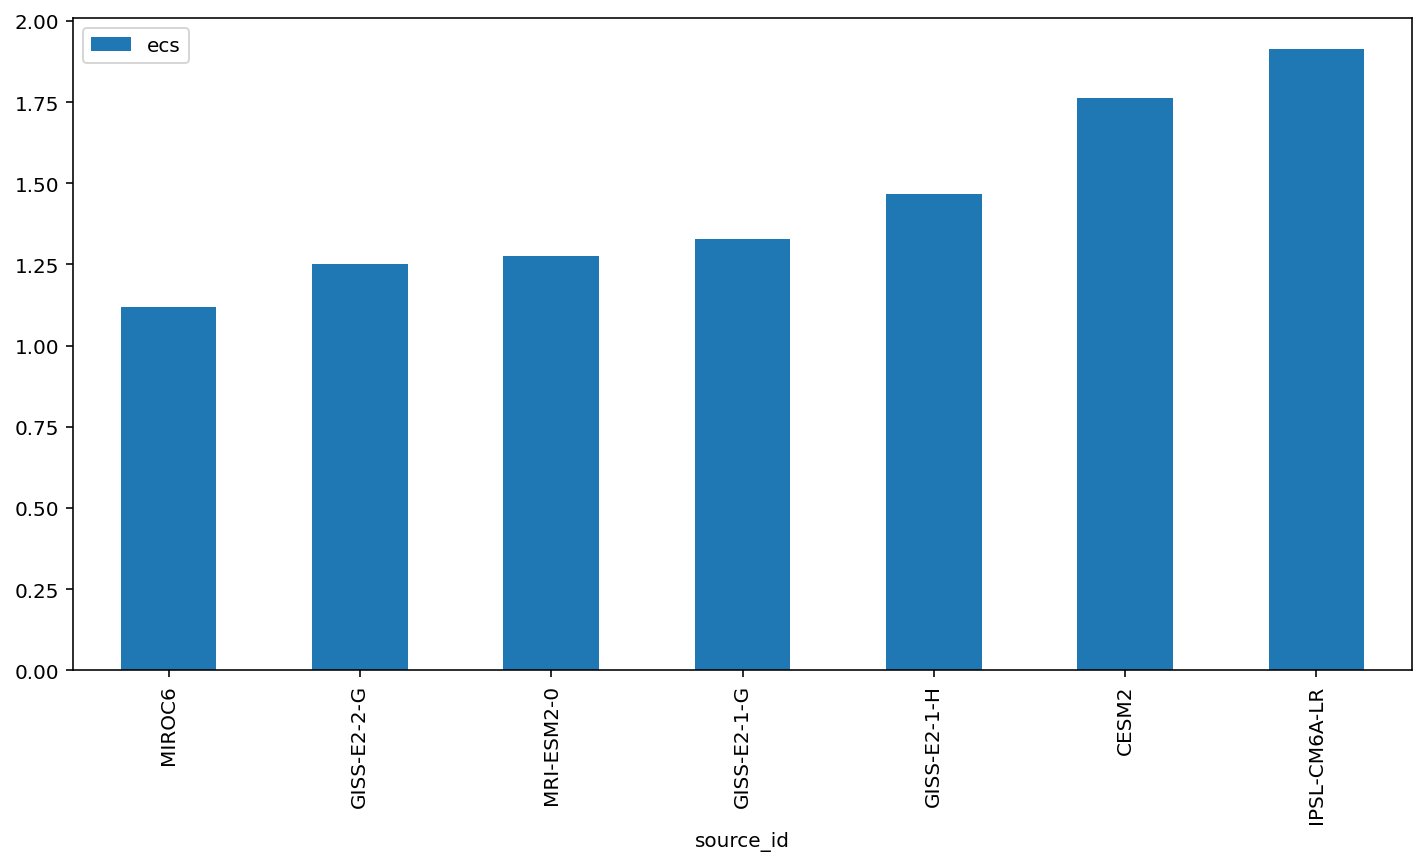 2.00
1.75
1.50
1.25
1.00
0.75
0.50
0.25
0.00
ecs
MIROC6
GISS-E2-2-G
MRI-ESM2-0
GISS-E2-1-G
GISS-E2-1-H
CESM2
IPSL-CM6A-LR
source_id